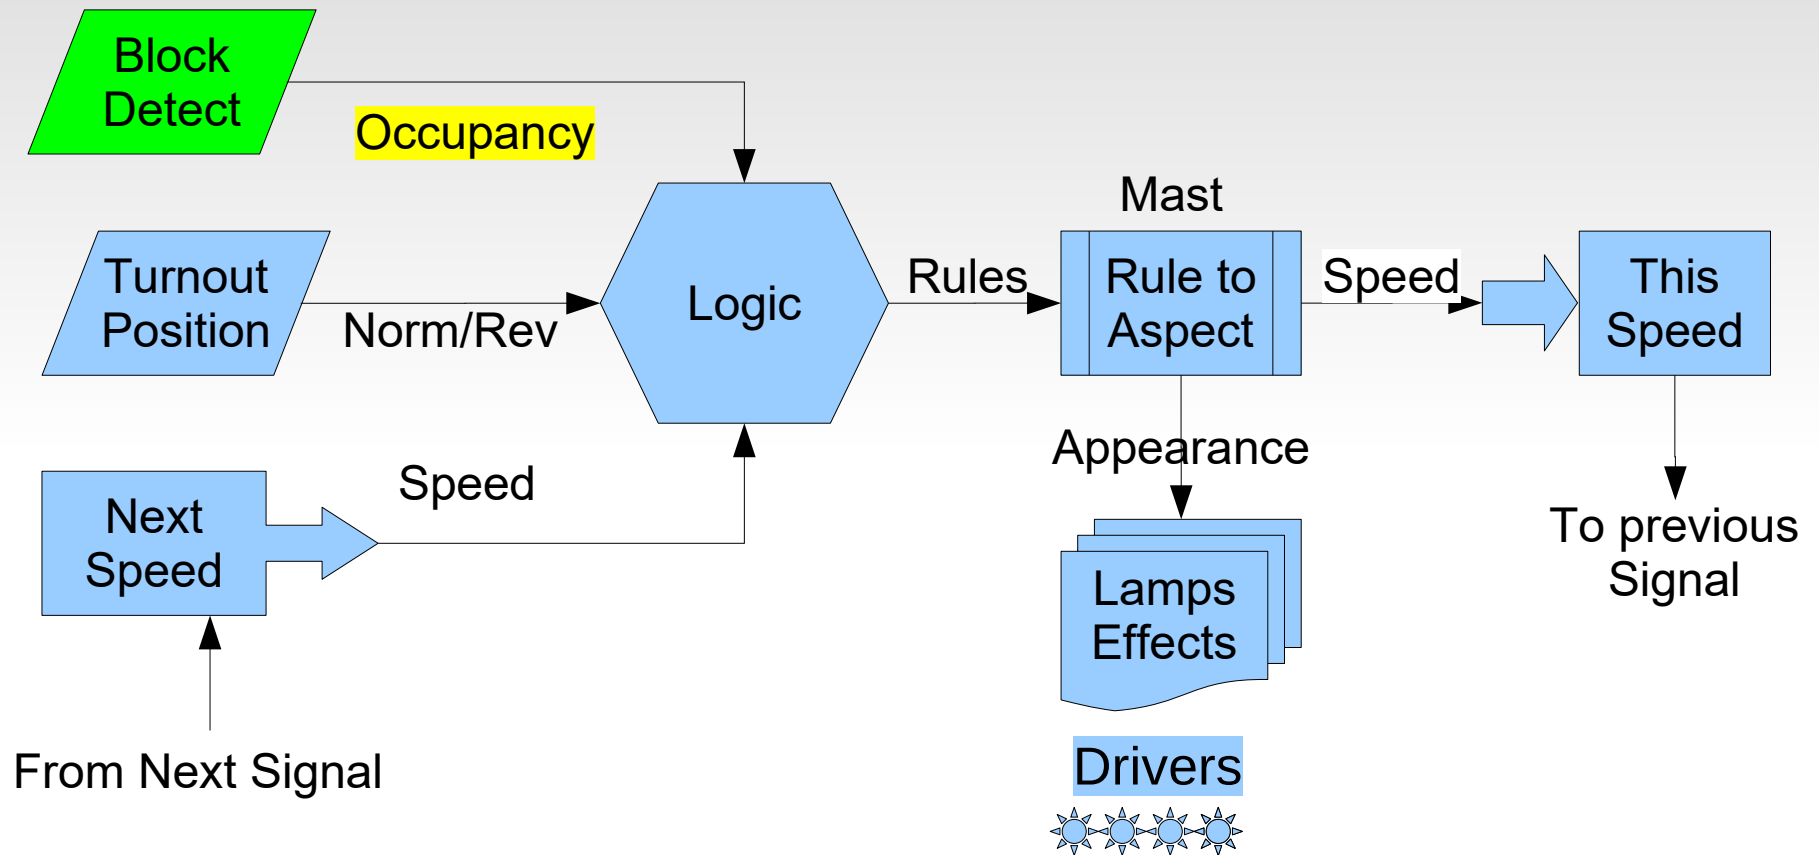 Block
Detect
Occupancy
Turnout
Position
Norm/Rev
Logic
Rules
Mast
Rule to
Aspect
Speed
This
Speed
Appearance
Next
Speed
Speed
Lamps
Effects
To previous
Signal
From Next Signal
Drivers